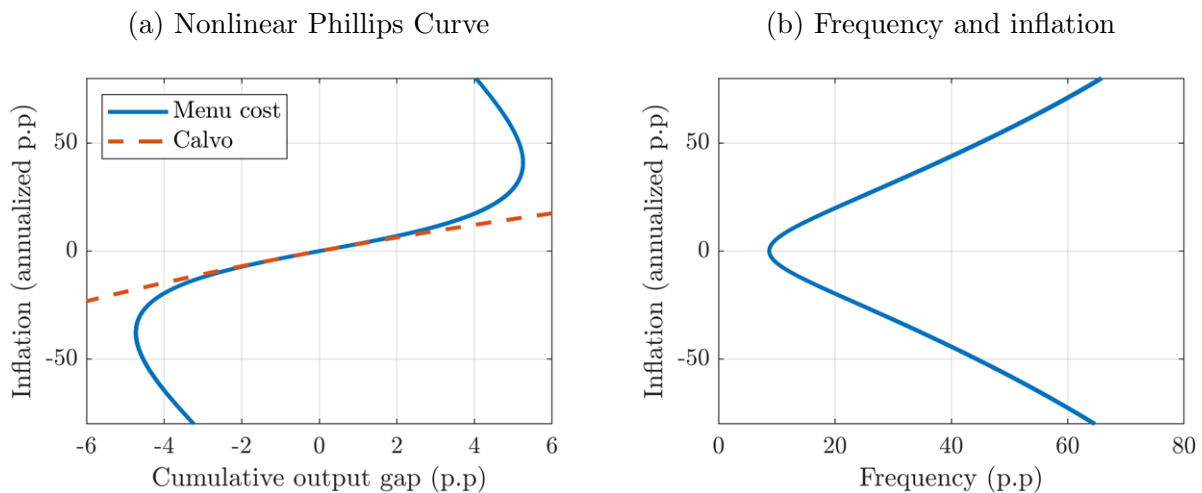 (a) Nonlinear Phillips Curve
Inflation (annualized p.p)
50
0
-50
Menu cost
Calvo
-6 -4 -2 0 2 4 6
Cumulative output gap (p.p)
(b) Frequency and inflation
Inflation (annualized p.p)
50
0
-50
0 20 40 60 80
Frequency (p.p)